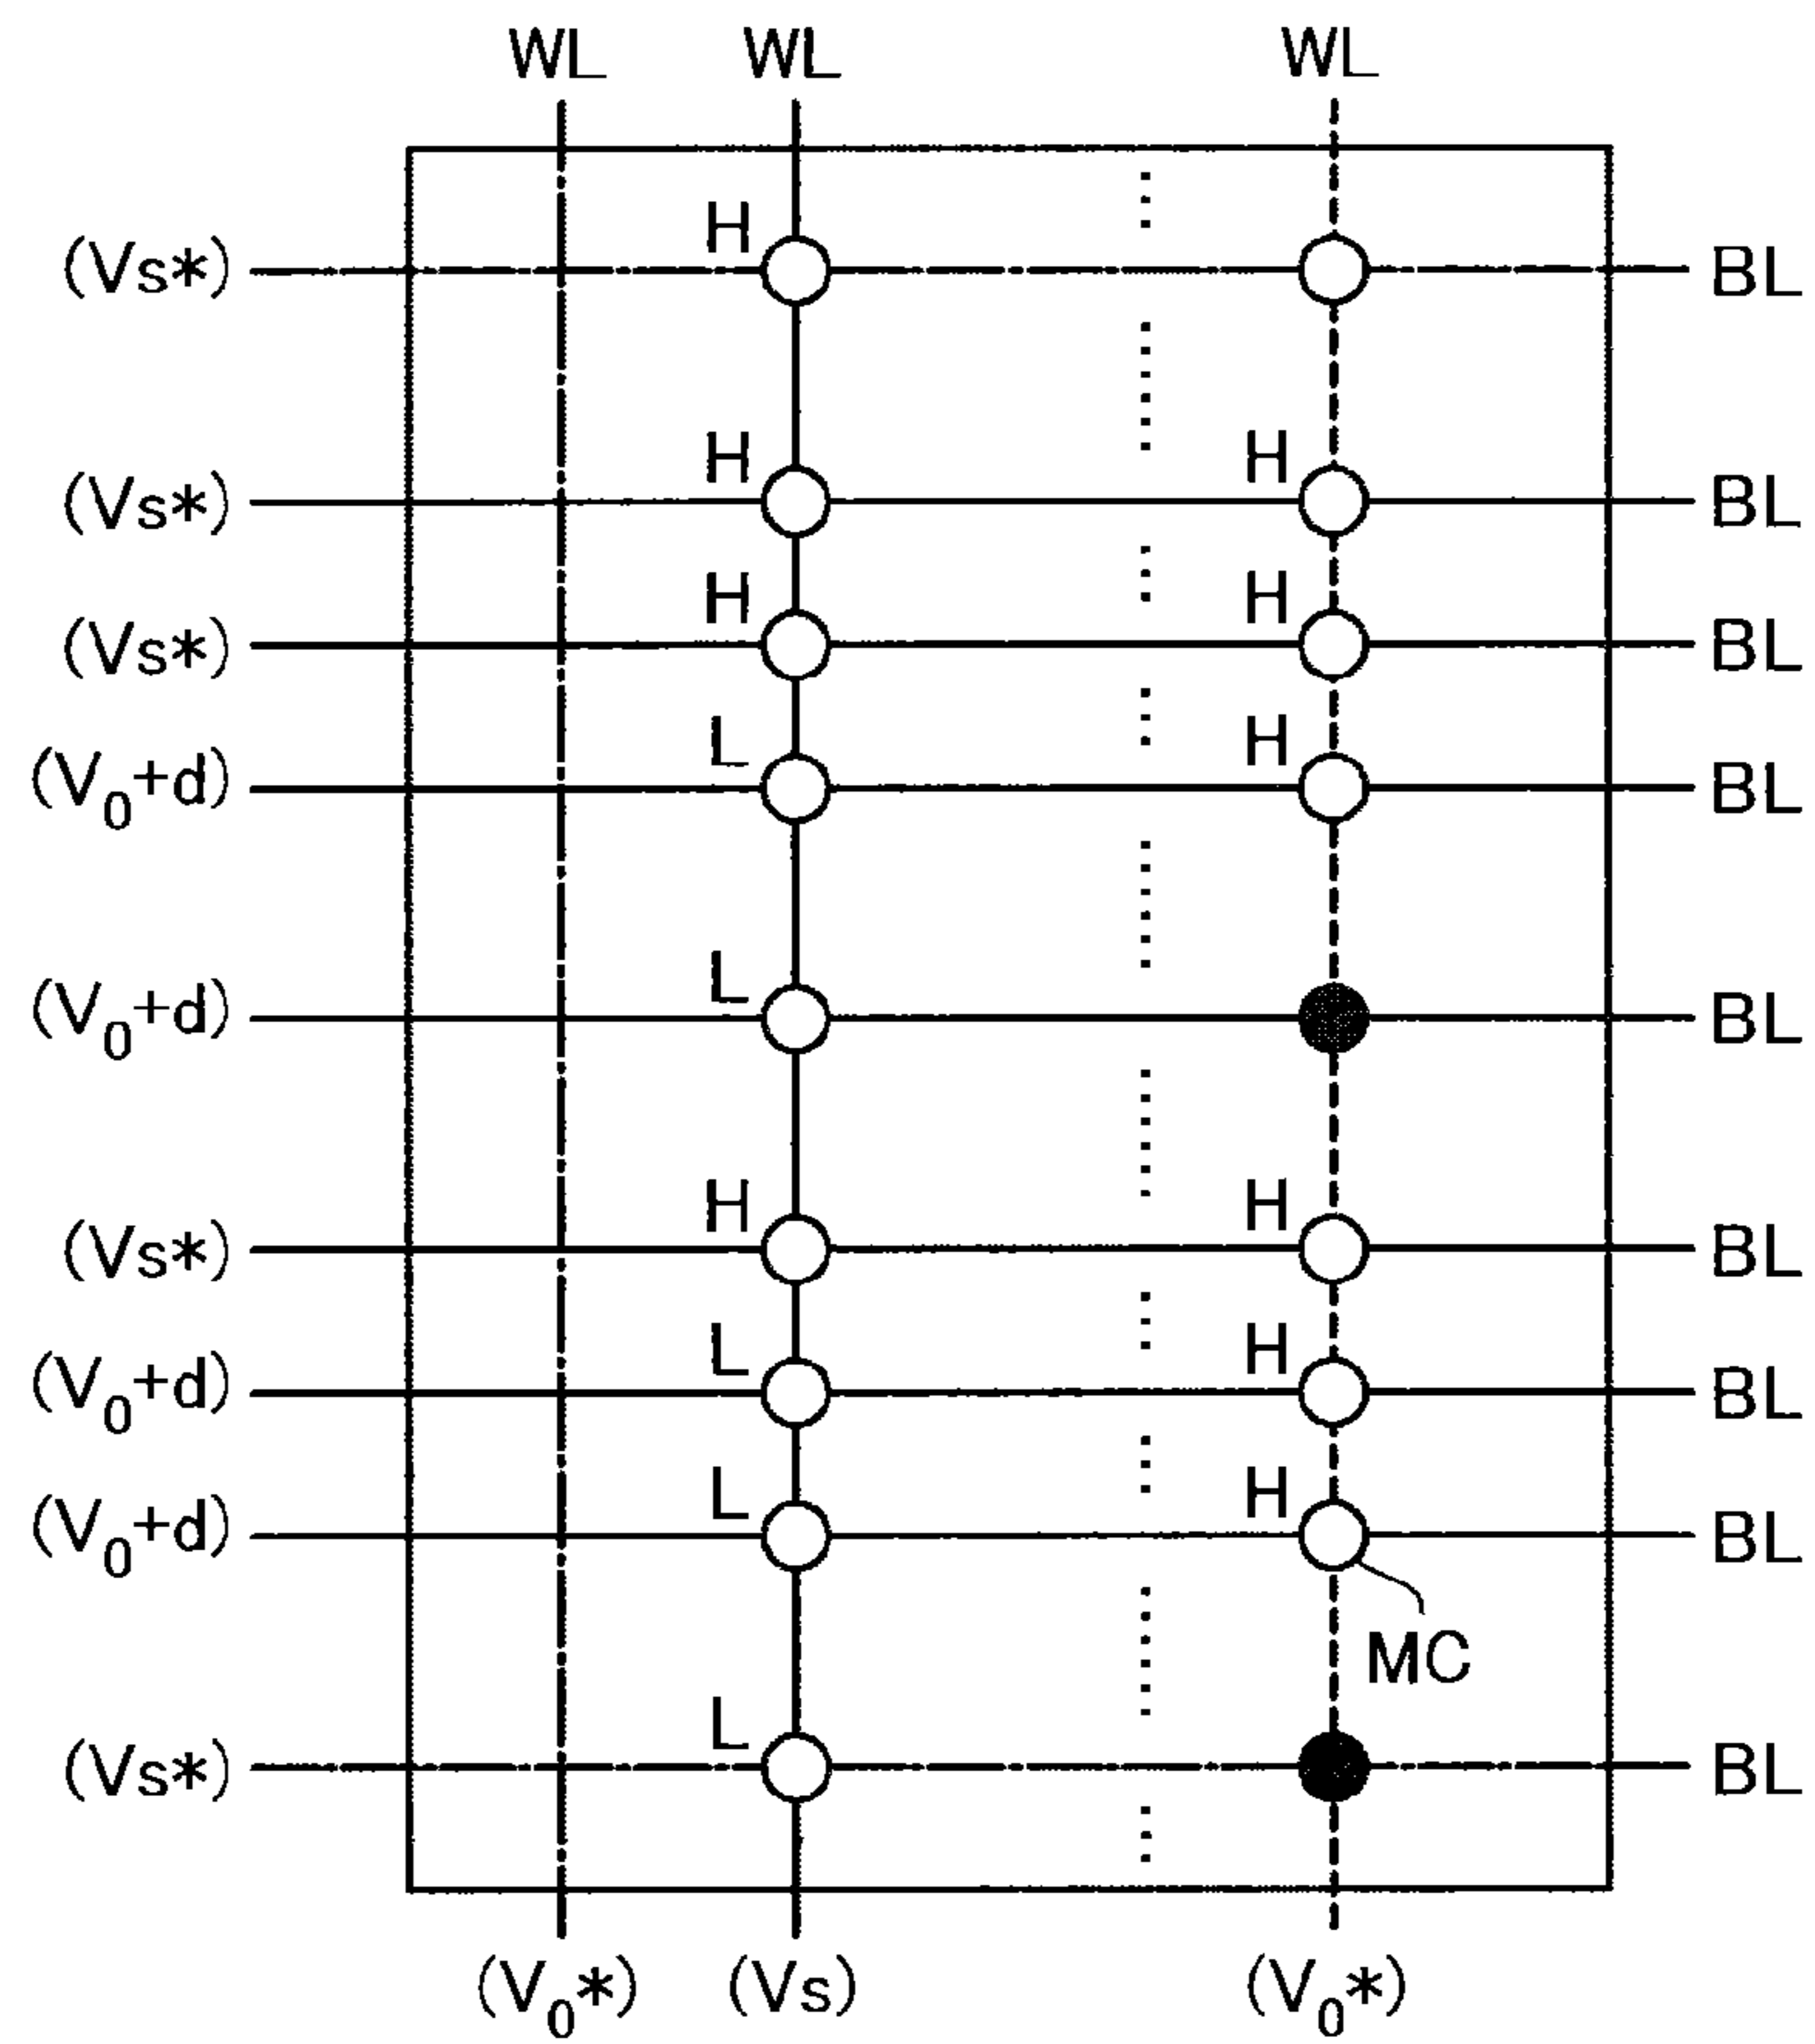 WL WL WL
H
(Vs*) BL
H H
(Vs*) BL
H H
(Vs*) BL
L H
(V₀+d) BL
L
(V₀+d) BL
H H
(Vs*) BL
L H
(V₀+d) BL
L H
(V₀+d) BL
MC
L
(Vs*) BL
(V₀*) (Vs) (V₀*)